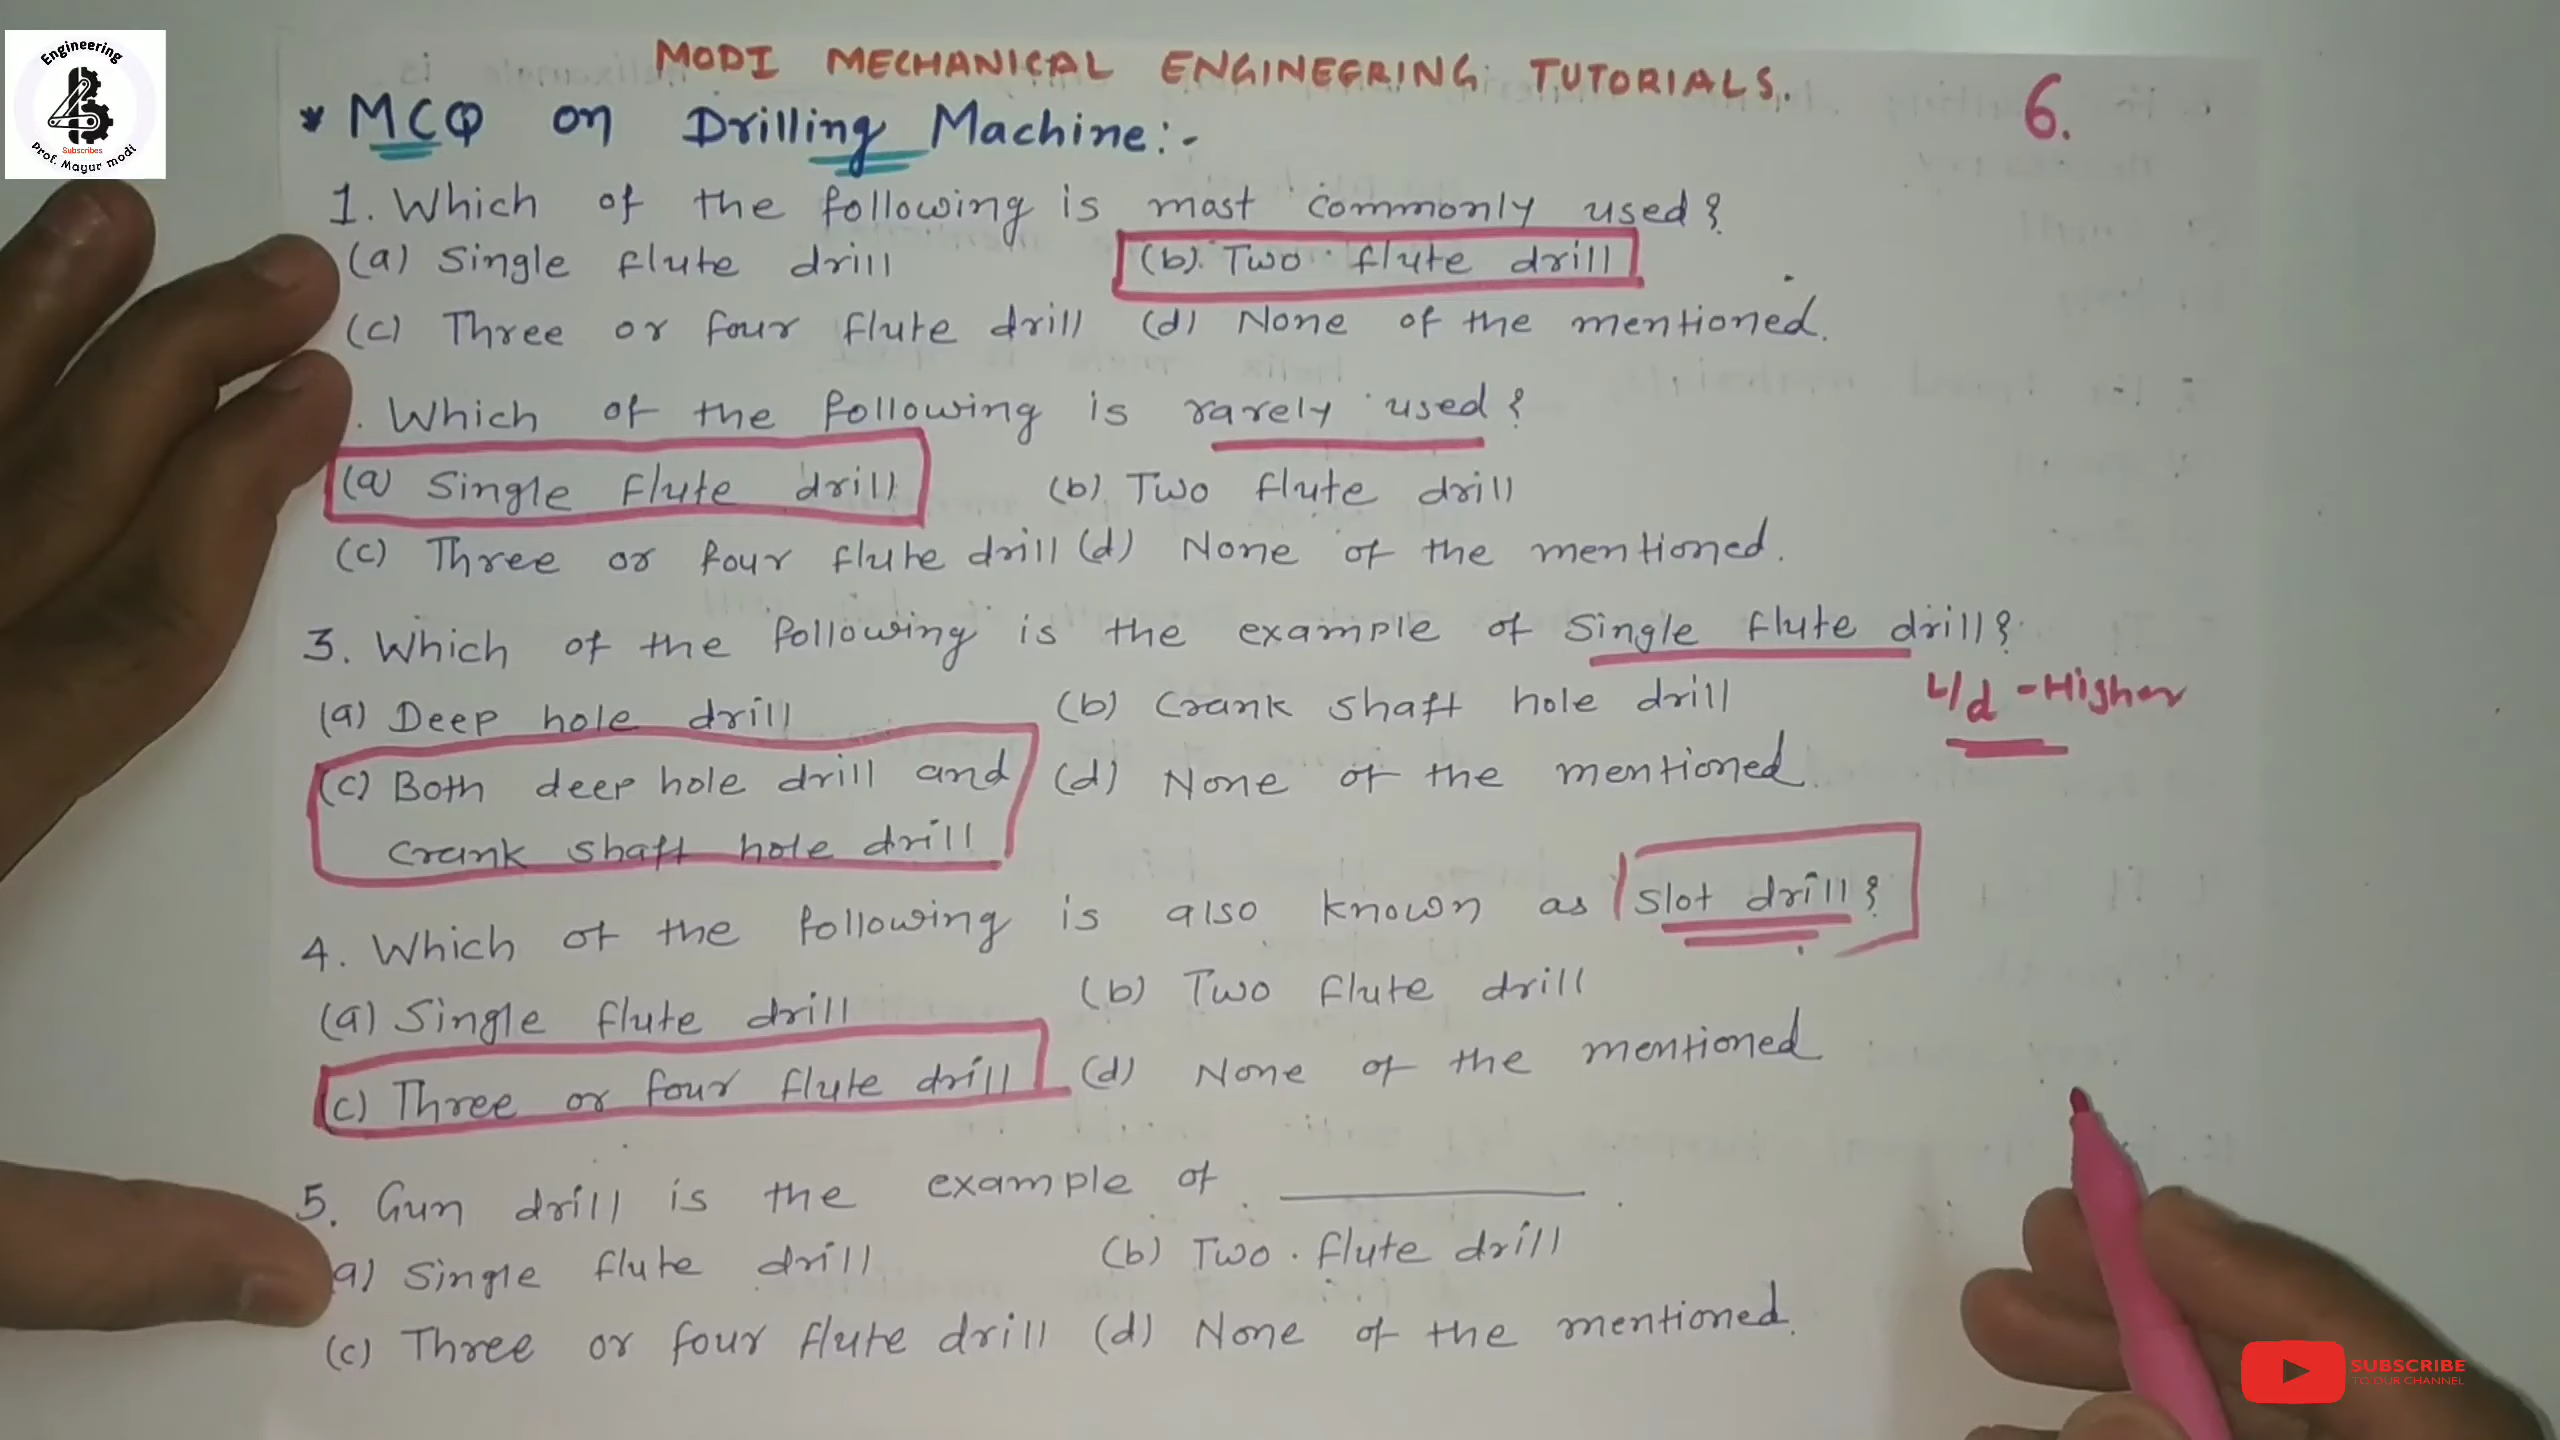 Engineering
Subscribes
Prof. Mayur modi
MODI MECHANICAL ENGINEERING TUTORIALS.
6.
* MCQ on Drilling Machine:-
1. Which of the following is most commonly used?
(a) Single flute drill (b). Two flute drill
(c) Three or four flute drill (d) None of the mentioned.
. Which of the following is rarely used?
(a) Single flute drill (b) Two flute drill
(c) Three or four flute drill (d) None of the mentioned.
3. Which of the following is the example of Single flute drill?
L/d - Higher
(a) Deep hole drill (b) Crank shaft hole drill
(c) Both deep hole drill and (d) None of the mentioned
crank shaft hole drill
4. Which of the following is also known as slot drill?
(a) Single flute drill (b) Two flute drill
(c) Three or four flute drill (d) None of the mentioned
5. Gun drill is the example of ________.
a) Single flute drill (b) Two flute drill
(c) Three or four flute drill (d) None of the mentioned.
SUBSCRIBE
TO OUR CHANNEL